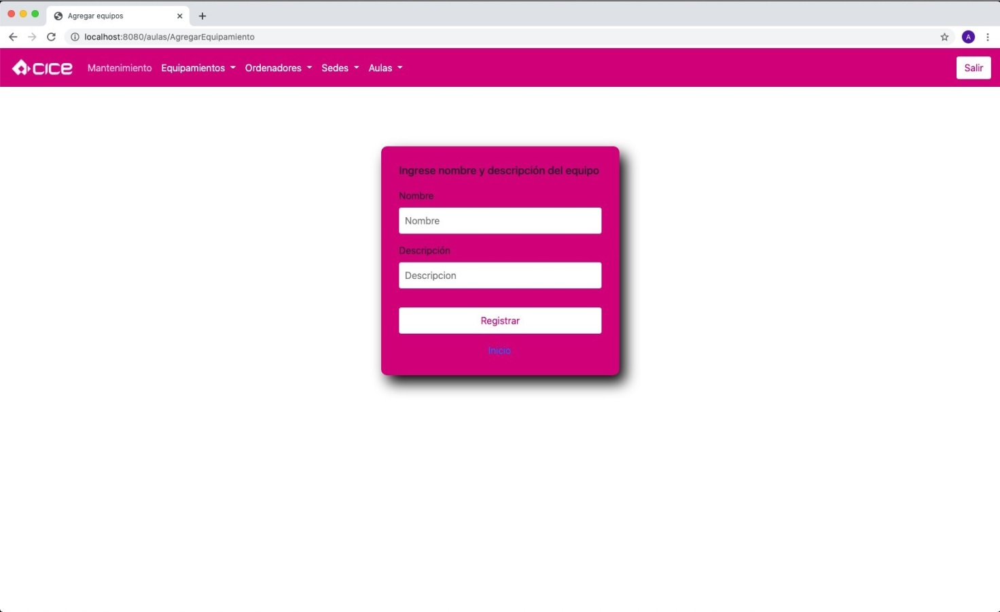 Agregar equipos
localhost:8080/aulas/AgregarEquipamiento
A
CICE Mantenimiento Equipamientos Ordenadores Sedes Aulas Salir
Ingrese nombre y descripción del equipo
Nombre
Nombre
Descripción
Descripcion
Registrar
Inicio